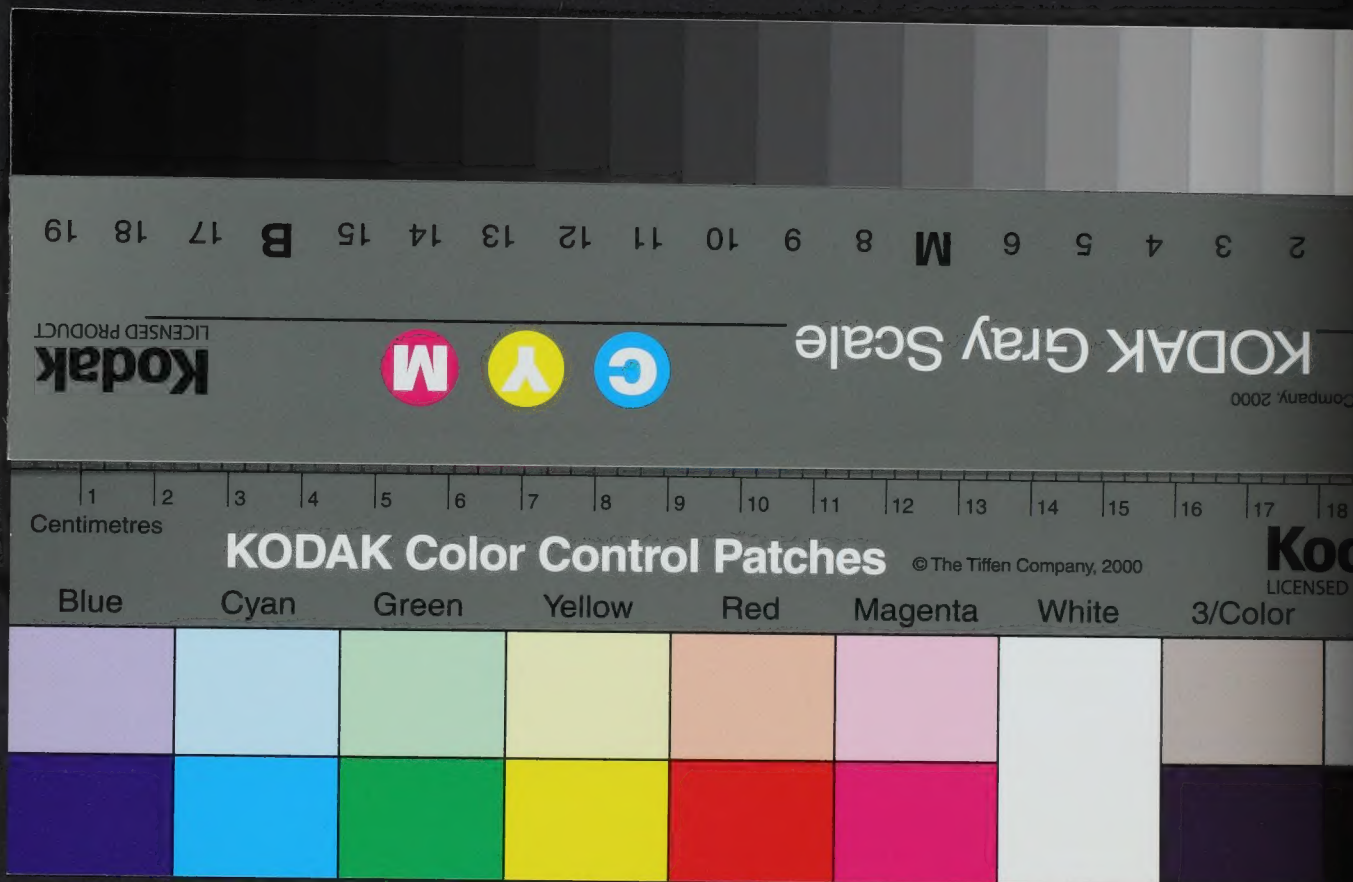 19 18 17 B 15 14 13 12 11 10 9 8 M 6 5 4 3 2
LICENSED PRODUCT
Kodak
M Y C
KODAK Gray Scale
Company, 2000
1 2 3 4 5 6 7 8 9 10 11 12 13 14 15 16 17 18
Centimetres
KODAK Color Control Patches © The Tiffen Company, 2000
LICENSED
Blue Cyan Green Yellow Red Magenta White 3/Color